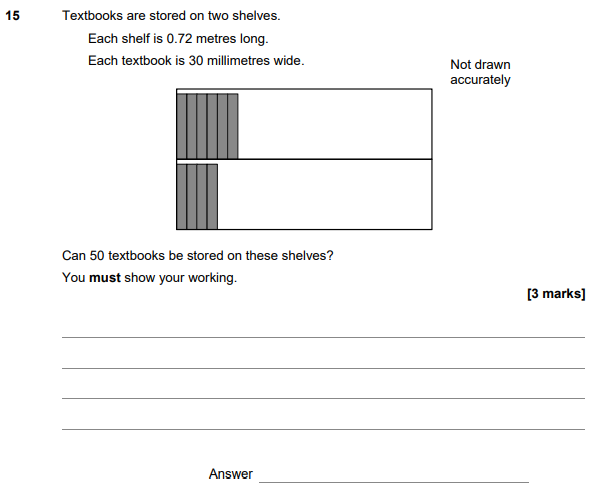 15 Textbooks are stored on two shelves.
Each shelf is 0.72 metres long.
Each textbook is 30 millimetres wide.
Not drawn
accurately
Can 50 textbooks be stored on these shelves?
You must show your working.
[3 marks]
Answer